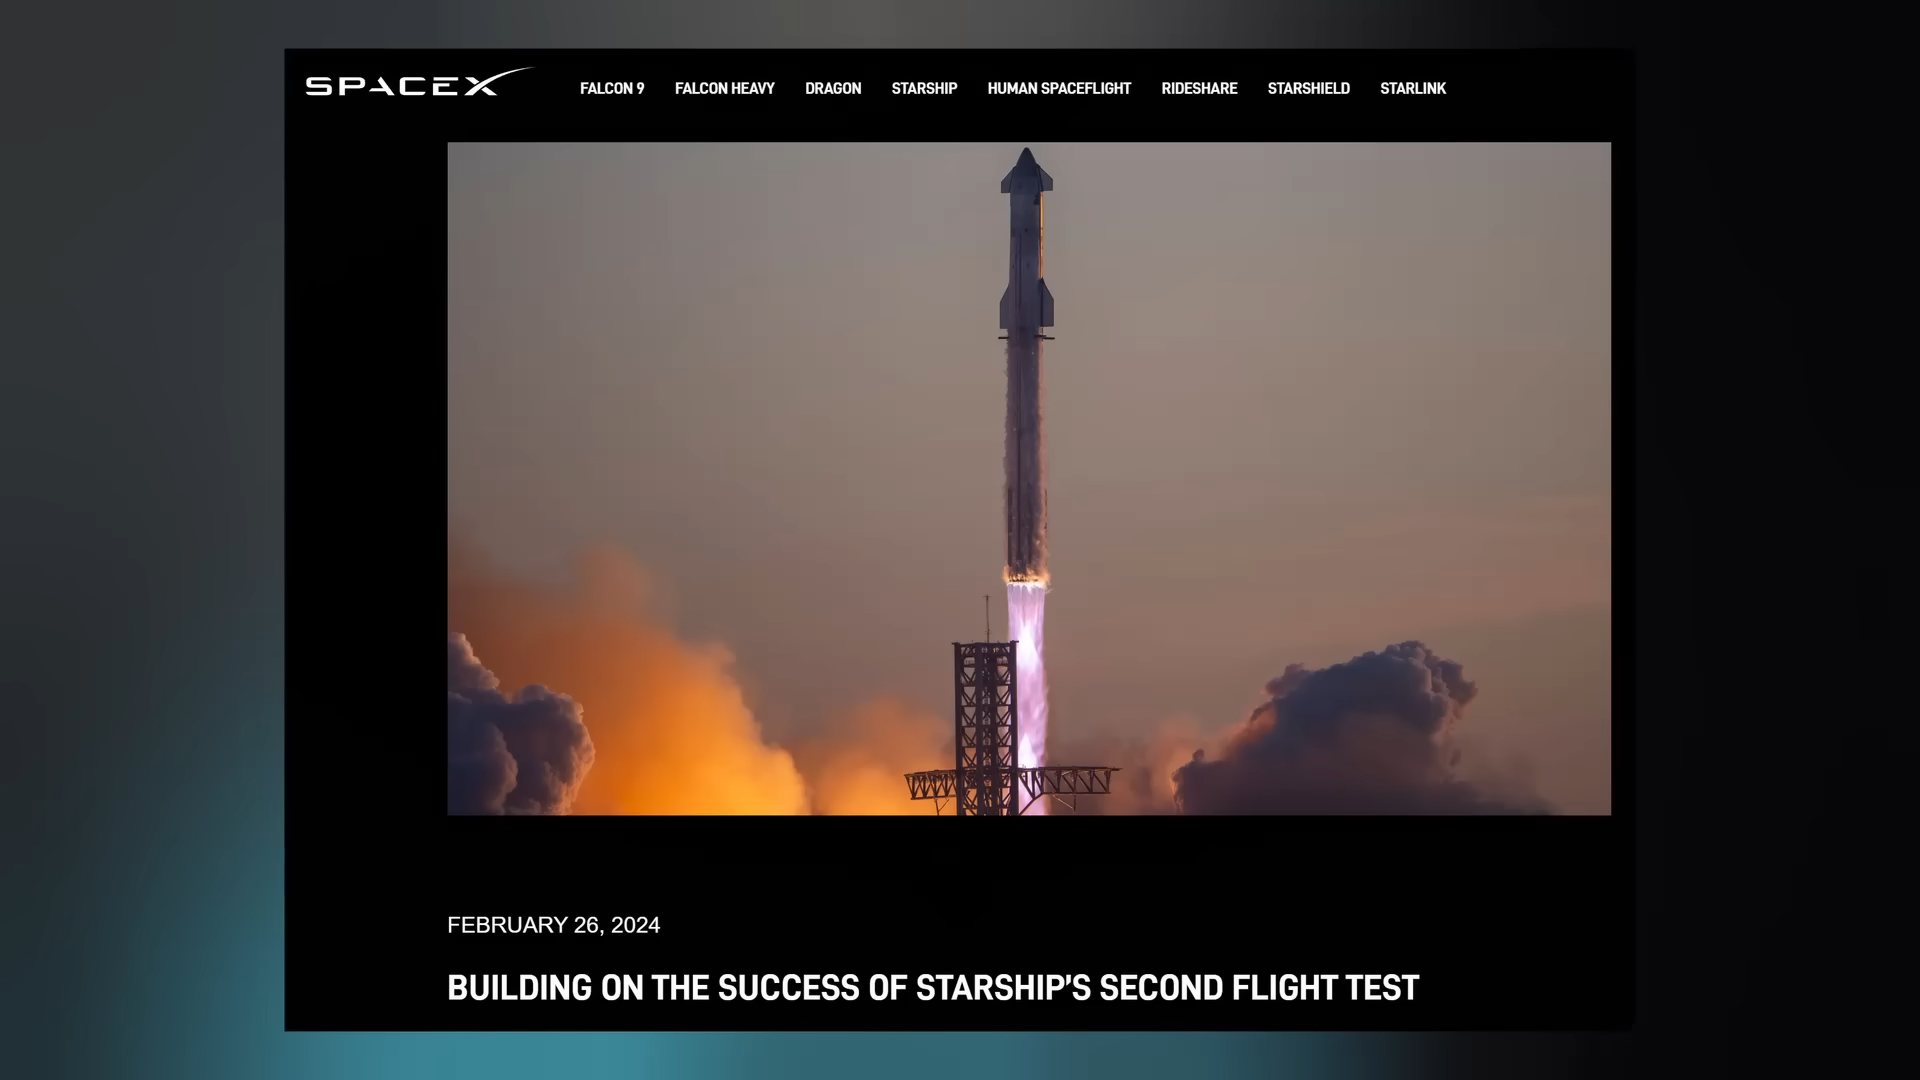 SPACEX
FALCON 9 FALCON HEAVY DRAGON STARSHIP HUMAN SPACEFLIGHT RIDESHARE STARSHIELD STARLINK
FEBRUARY 26, 2024
BUILDING ON THE SUCCESS OF STARSHIP’S SECOND FLIGHT TEST